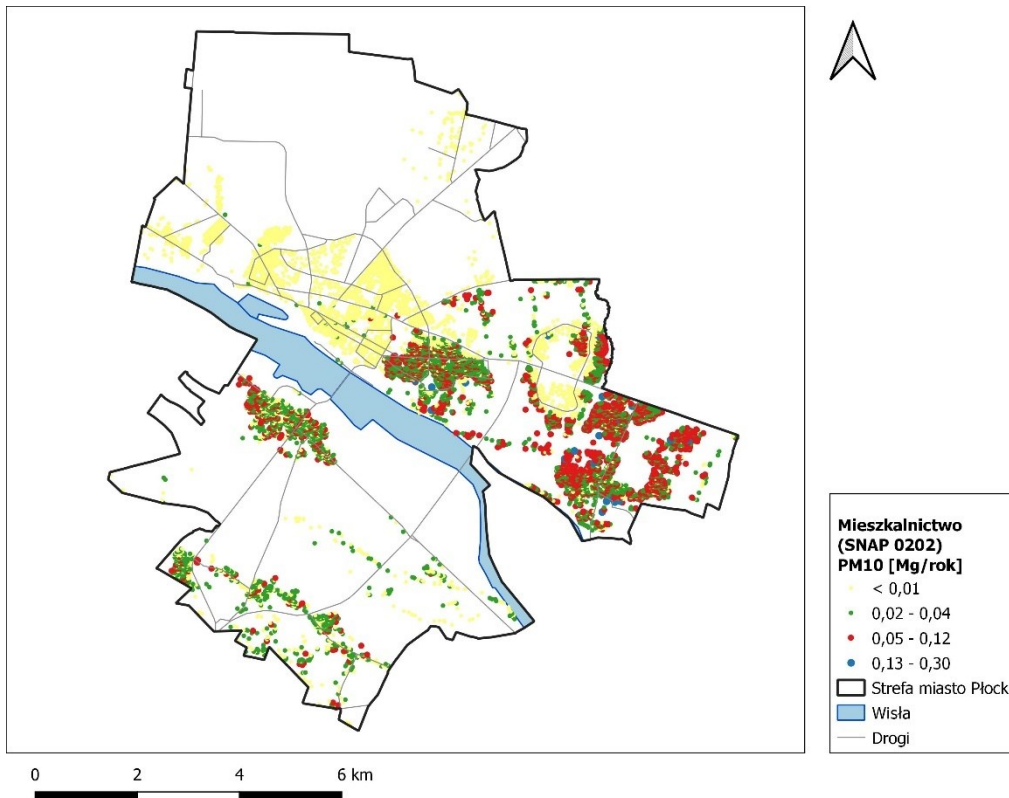 Mieszkalnictwo
(SNAP 0202)
PM10 [Mg/rok]
< 0,01
0,02 - 0,04
0,05 - 0,12
0,13 - 0,30
Strefa miasto Płock
Wisła
Drogi
0 2 4 6 km